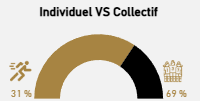 Individuel VS Collectif
31 % 69 %